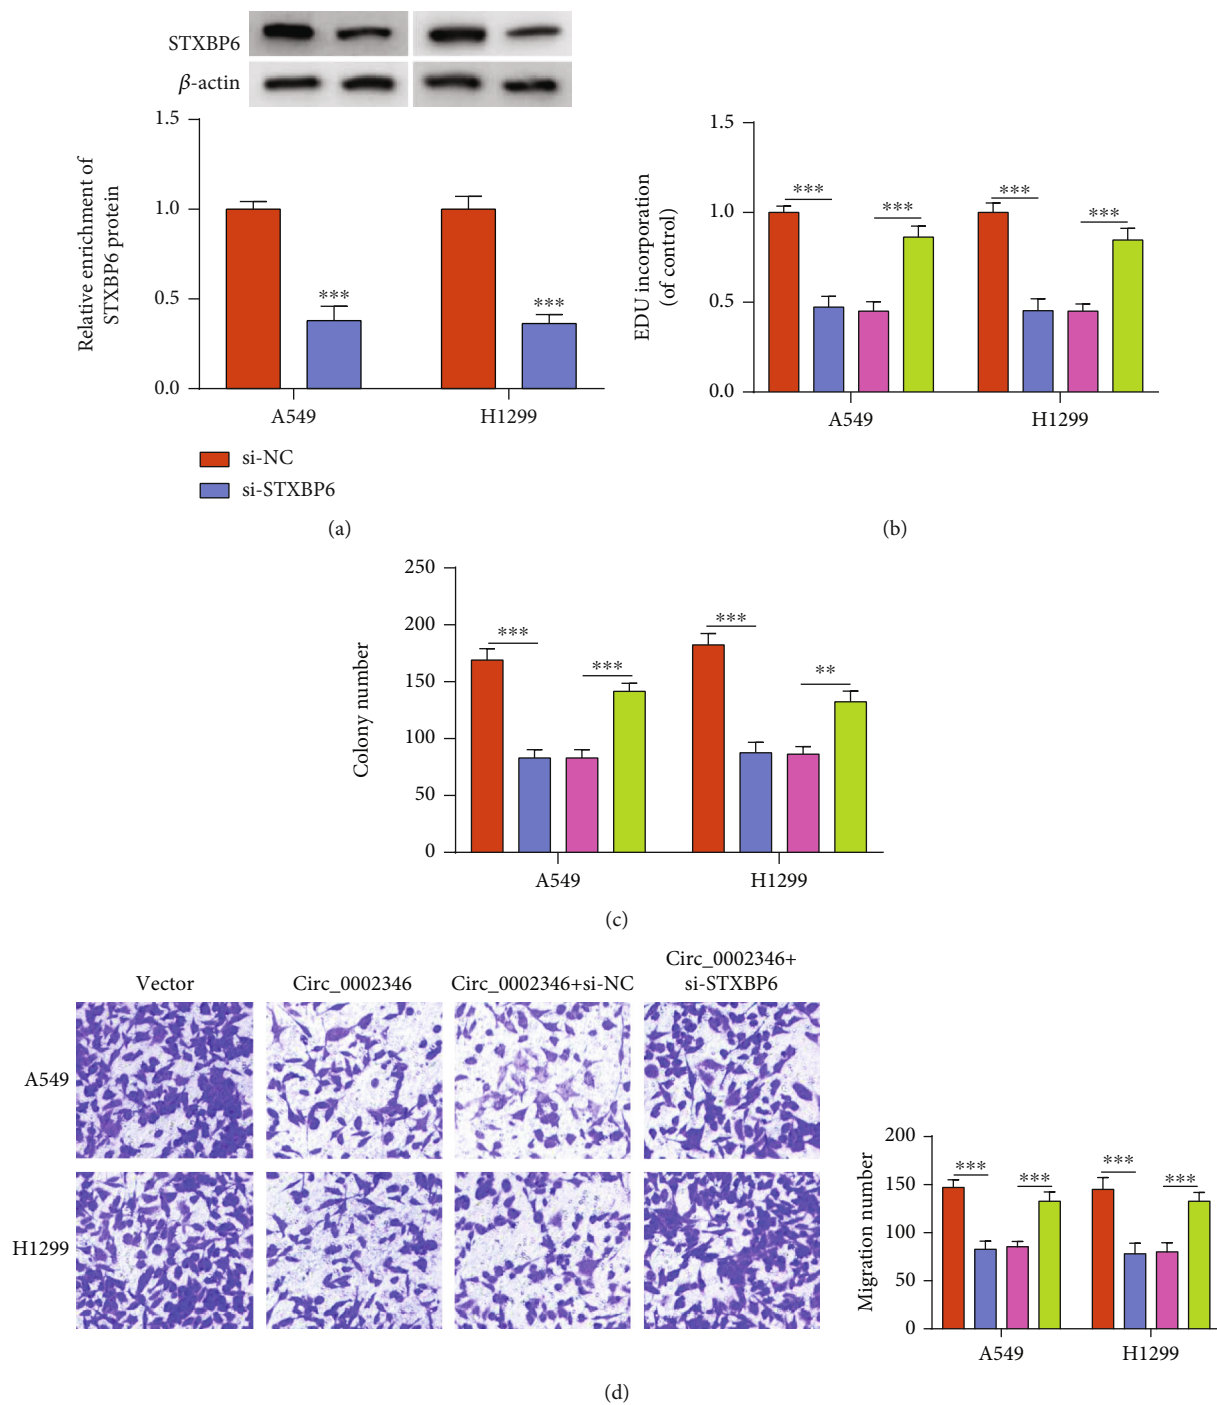 STXBP6
β-actin
Relative enrichment of
STXBP6 protein
1.5
1.0
0.5
0.0
***
***
A549
H1299
si-NC
si-STXBP6
(a)
EDU incorporation
(of control)
1.5
1.0
0.5
0.0
***
***
***
***
A549
H1299
(b)
Colony number
250
200
150
100
50
0
***
***
***
**
A549
H1299
(c)
Vector
Circ_0002346
Circ_0002346+si-NC
Circ_0002346+
si-STXBP6
A549
H1299
Migration number
200
150
100
50
0
***
***
***
***
A549
H1299
(d)